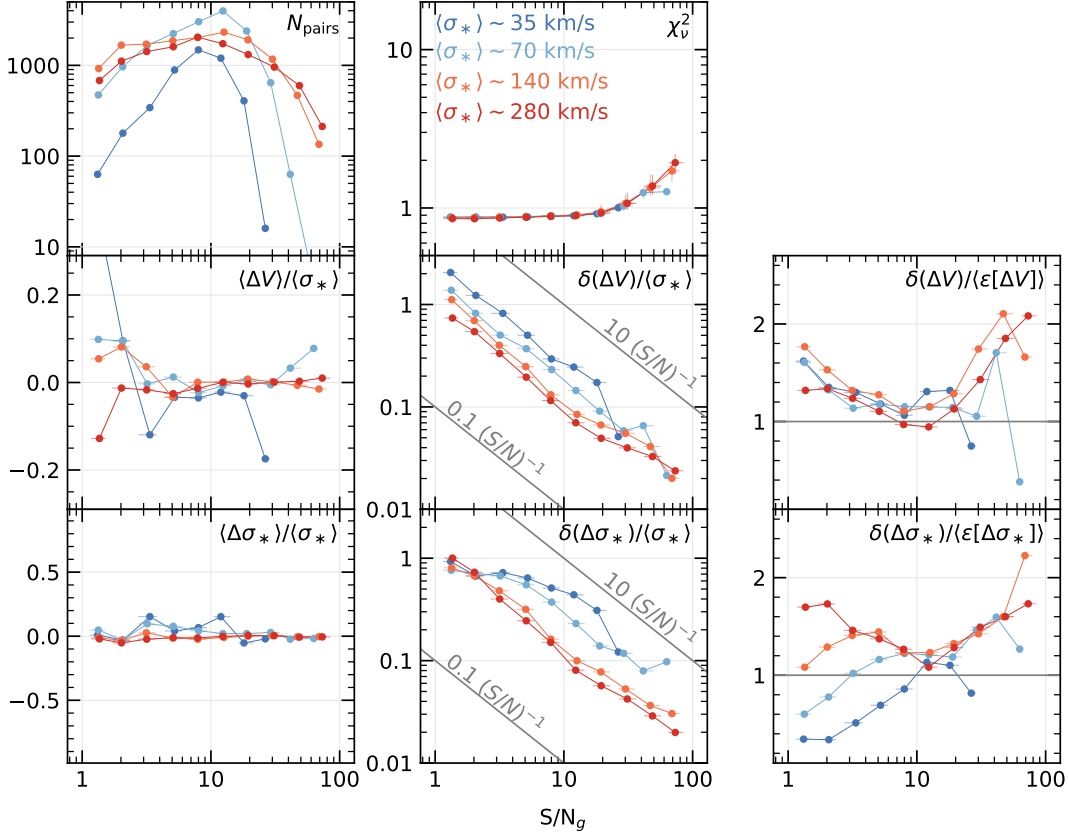 N_pairs
1000
100
10
⟨σ∗⟩ ~ 35 km/s
⟨σ∗⟩ ~ 70 km/s
⟨σ∗⟩ ~ 140 km/s
⟨σ∗⟩ ~ 280 km/s
χ²_ν
10
1
⟨ΔV⟩/⟨σ∗⟩
0.2
0.0
−0.2
δ(ΔV)/⟨σ∗⟩
10 (S/N)⁻¹
0.1 (S/N)⁻¹
1
0.1
0.01
δ(ΔV)/⟨ε[ΔV]⟩
2
1
⟨Δσ∗⟩/⟨σ∗⟩
0.5
0.0
−0.5
1 10 100
δ(Δσ∗)/⟨σ∗⟩
10 (S/N)⁻¹
0.1 (S/N)⁻¹
1
0.1
0.01
1 10 100
S/N_g
δ(Δσ∗)/⟨ε[Δσ∗]⟩
2
1
1 10 100